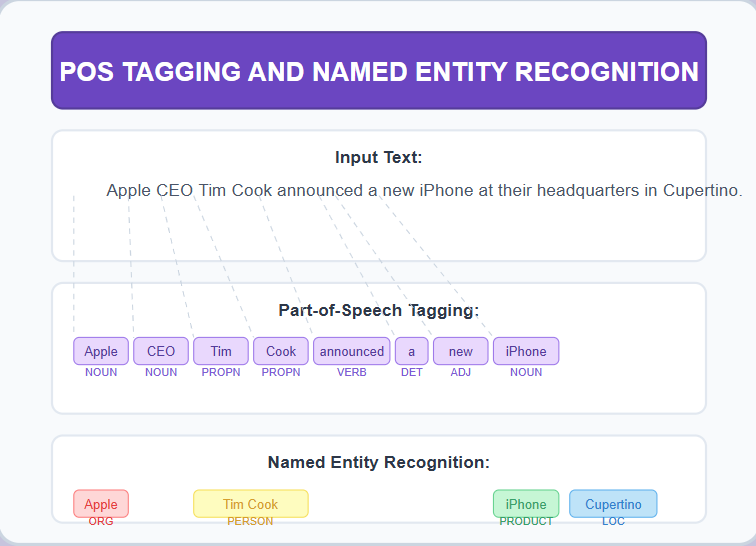 POS TAGGING AND NAMED ENTITY RECOGNITION
Input Text:
Apple CEO Tim Cook announced a new iPhone at their headquarters in Cupertino.
Part-of-Speech Tagging:
Apple CEO Tim Cook announced a new iPhone
NOUN NOUN PROPN PROPN VERB DET ADJ NOUN
Named Entity Recognition:
Apple Tim Cook iPhone Cupertino
ORG PERSON PRODUCT LOC